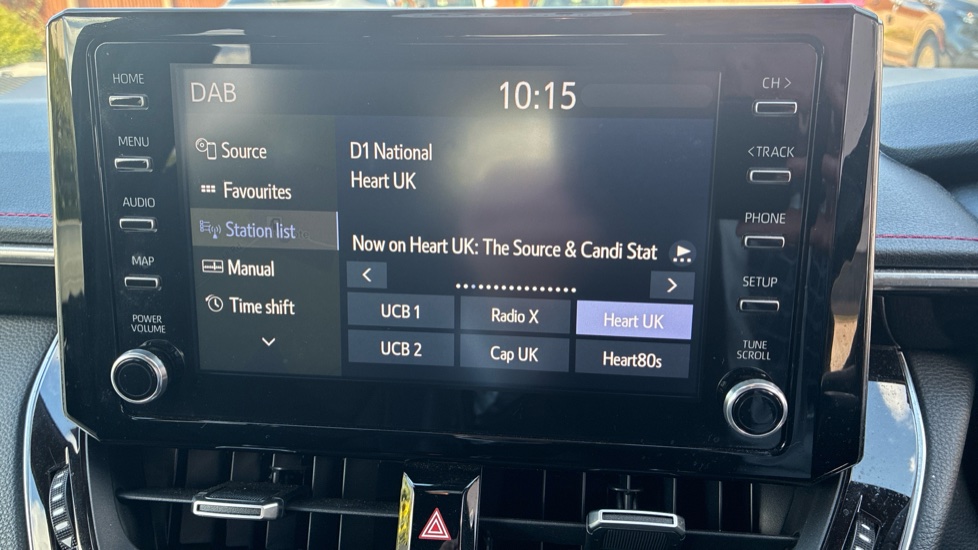 HOME
MENU
AUDIO
MAP
POWER
VOLUME
DAB
10:15
Source
Favourites
Station list
Manual
Time shift
D1 National
Heart UK
Now on Heart UK: The Source & Candi Stat
<
>
UCB 1
Radio X
Heart UK
UCB 2
Cap UK
Heart80s
CH >
< TRACK
PHONE
SETUP
TUNE
SCROLL